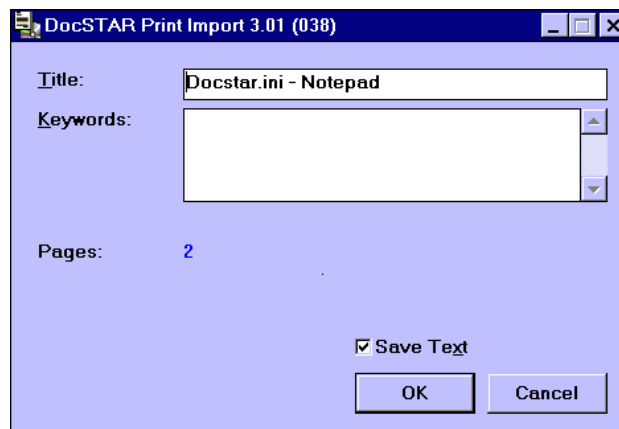 DocSTAR Print Import 3.01 (038)
Title: Docstar.ini - Notepad
Keywords:
Pages: 2
Save Text
OK Cancel